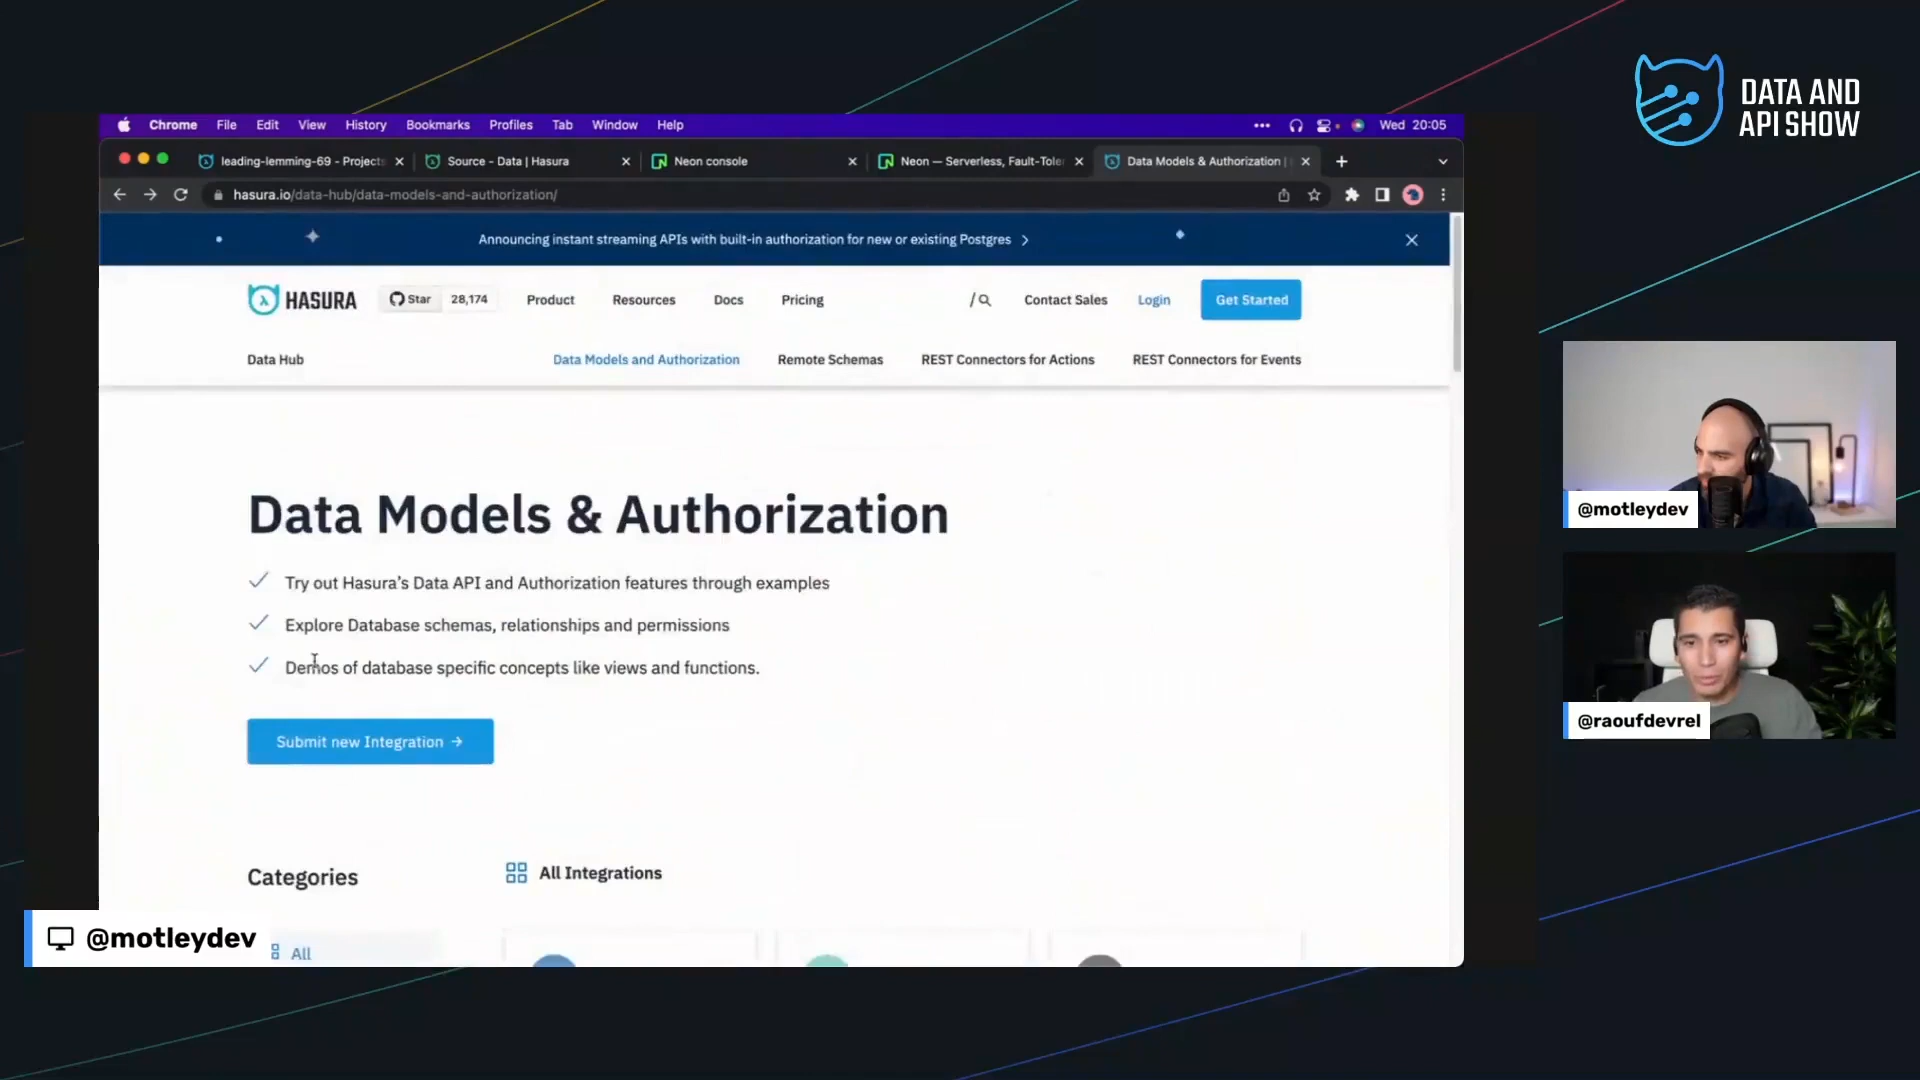 DATA AND
API SHOW
Chrome File Edit View History Bookmarks Profiles Tab Window Help
Wed 20:05
leading-lemming-69 - Projects
Source - Data | Hasura
Neon console
Neon — Serverless, Fault-Toler
Data Models & Authorization |
hasura.io/data-hub/data-models-and-authorization/
Announcing instant streaming APIs with built-in authorization for new or existing Postgres
HASURA
Star 28,174
Product Resources Docs Pricing
/ Contact Sales Login Get Started
Data Hub
Data Models and Authorization Remote Schemas REST Connectors for Actions REST Connectors for Events
Data Models & Authorization
Try out Hasura’s Data API and Authorization features through examples
Explore Database schemas, relationships and permissions
Demos of database specific concepts like views and functions.
Submit new Integration →
Categories
All Integrations
All
@motleydev
@motleydev
@raoufdevrel